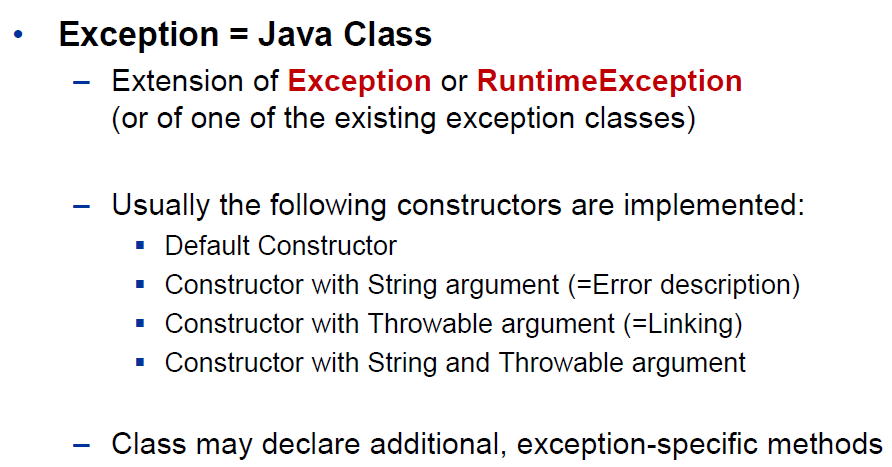 • Exception = Java Class
– Extension of Exception or RuntimeException
(or of one of the existing exception classes)
– Usually the following constructors are implemented:
▪ Default Constructor
▪ Constructor with String argument (=Error description)
▪ Constructor with Throwable argument (=Linking)
▪ Constructor with String and Throwable argument
– Class may declare additional, exception-specific methods